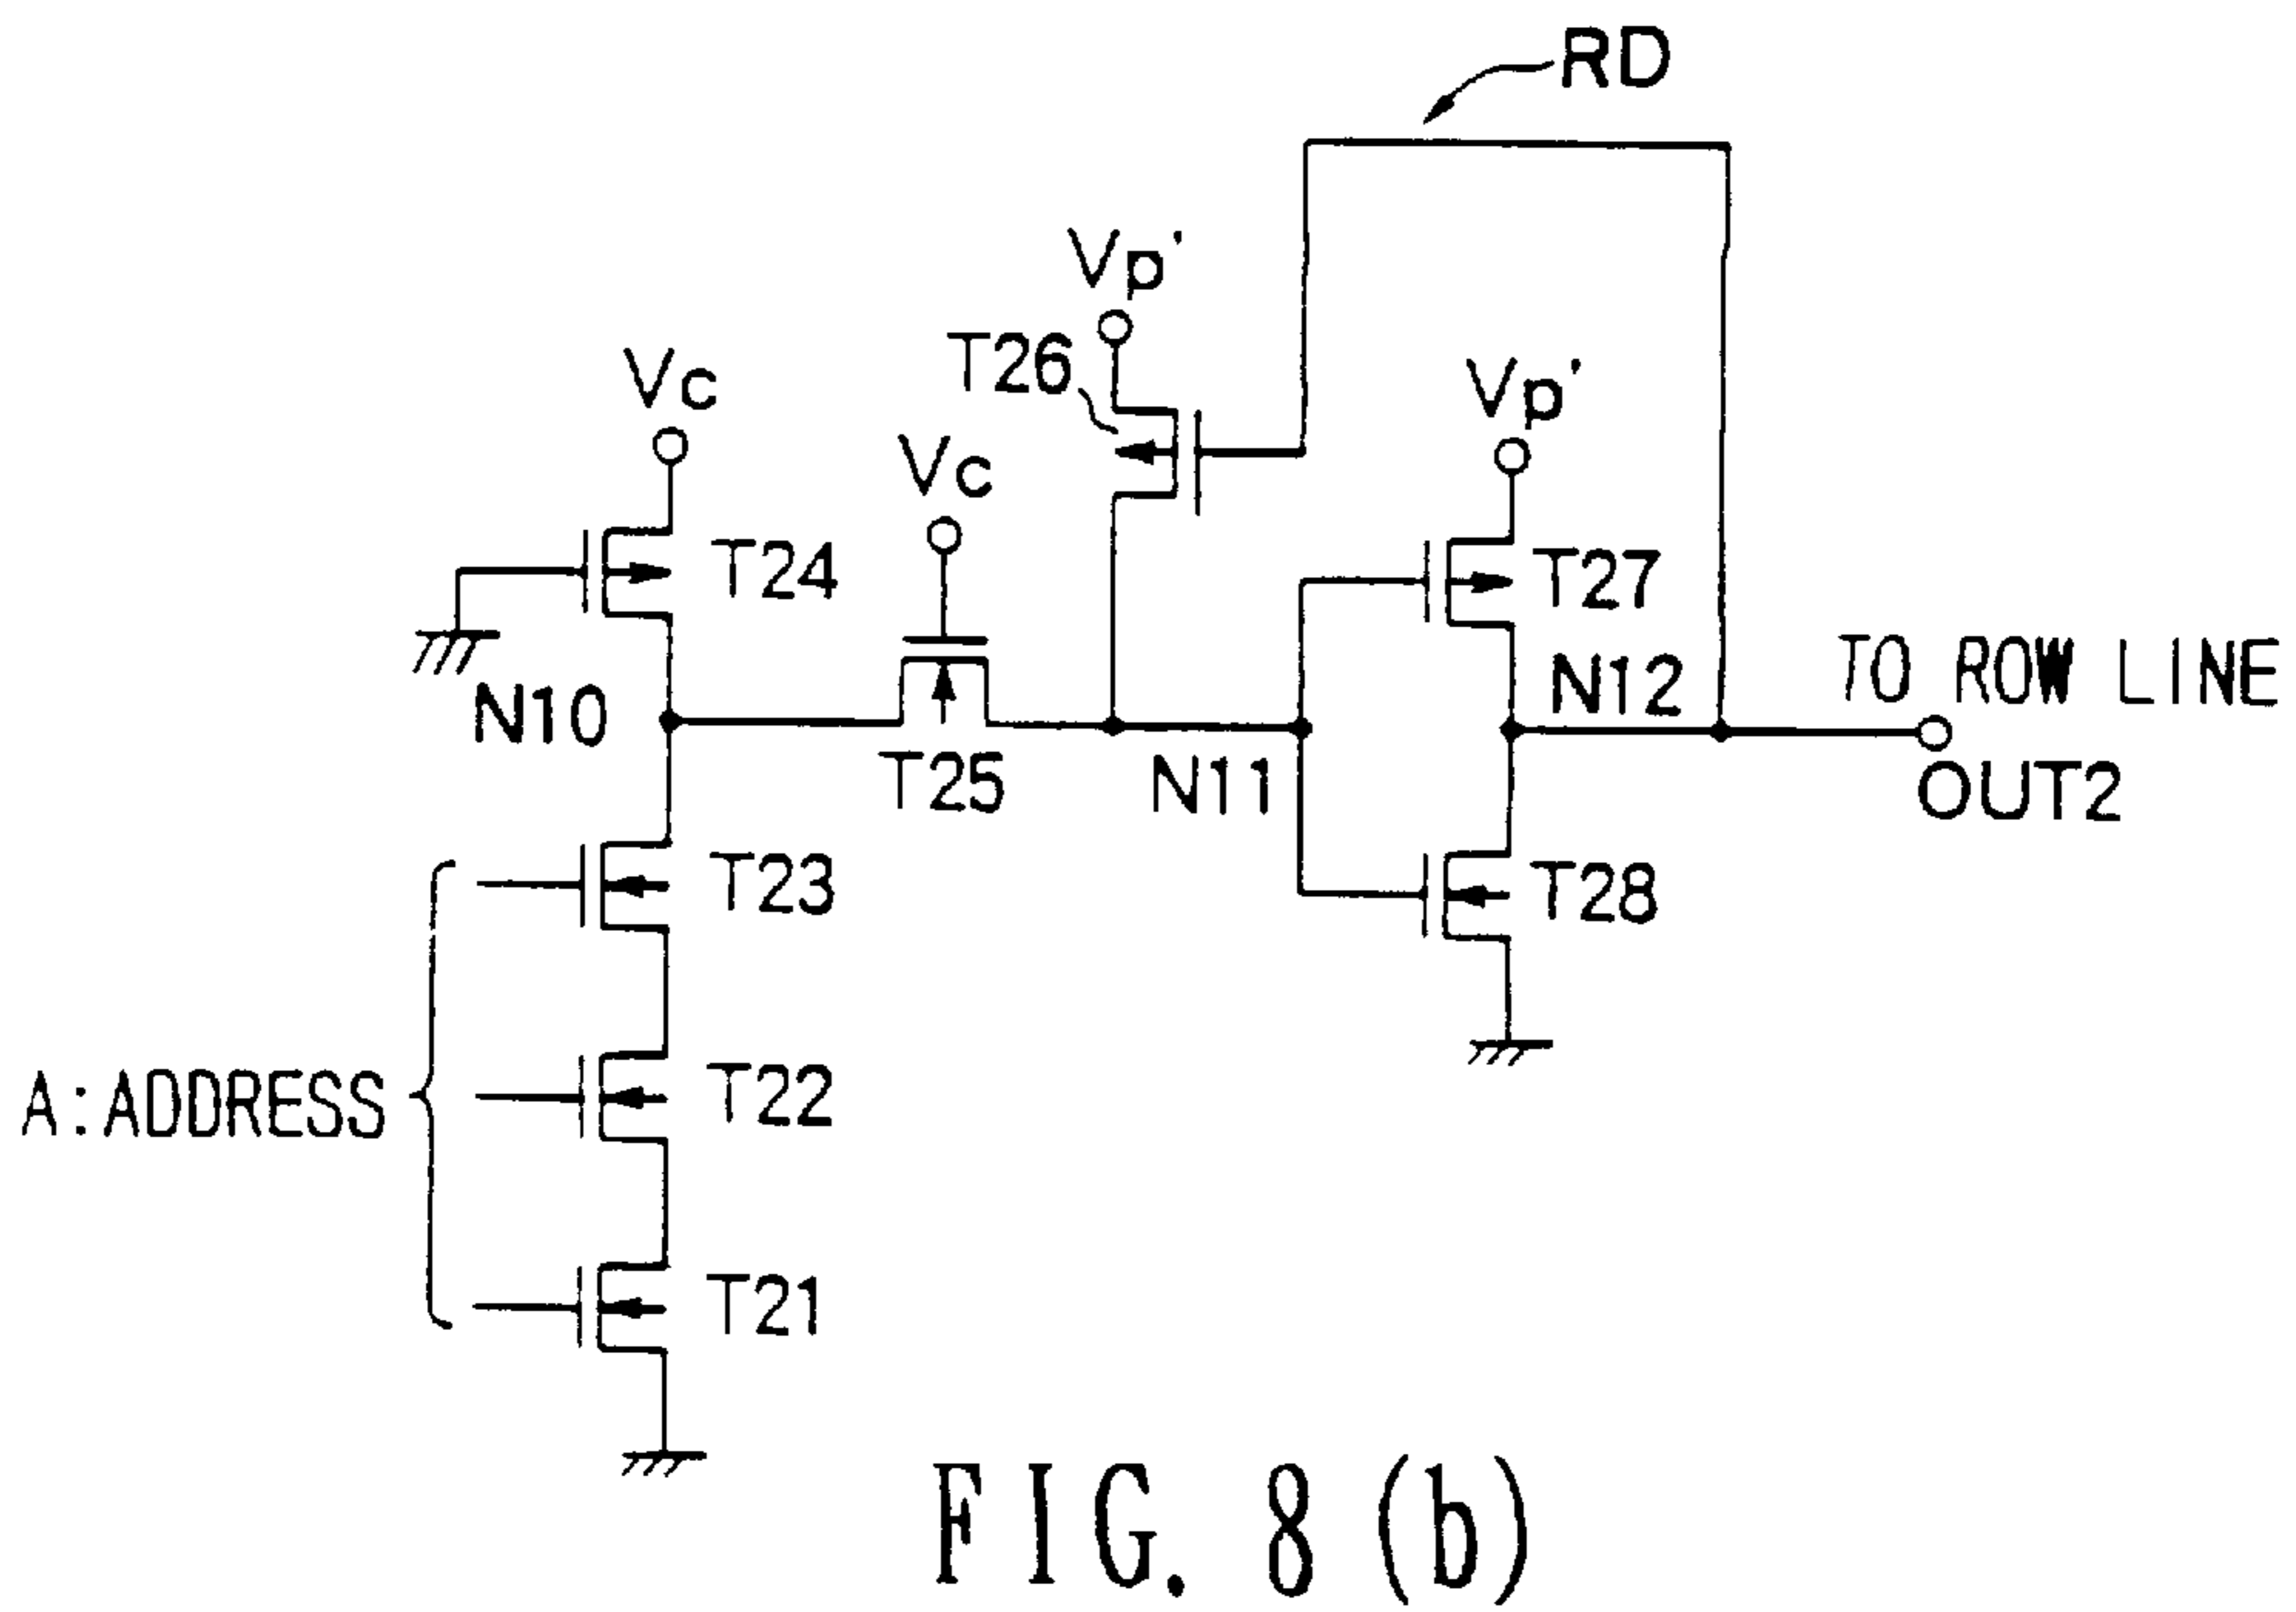 RD
Vp'
T26
Vc
Vp'
Vc
T24
T27
N10
N12
TO ROW LINE
T25
N11
OUT2
T23
T28
A:ADDRESS
T22
T21
FIG. 8 (b)